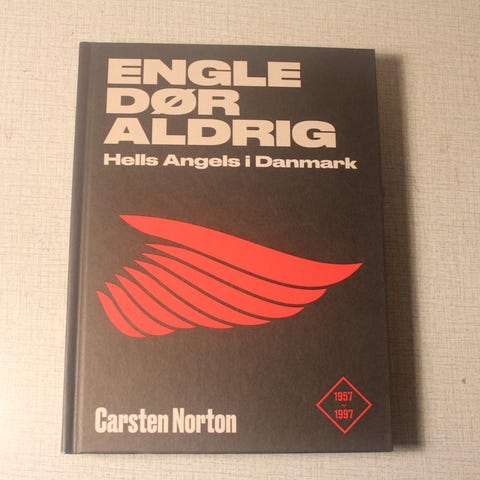 ENGLE
DØR
ALDRIG
Hells Angels i Danmark
Carsten Norton
1957
-
1997